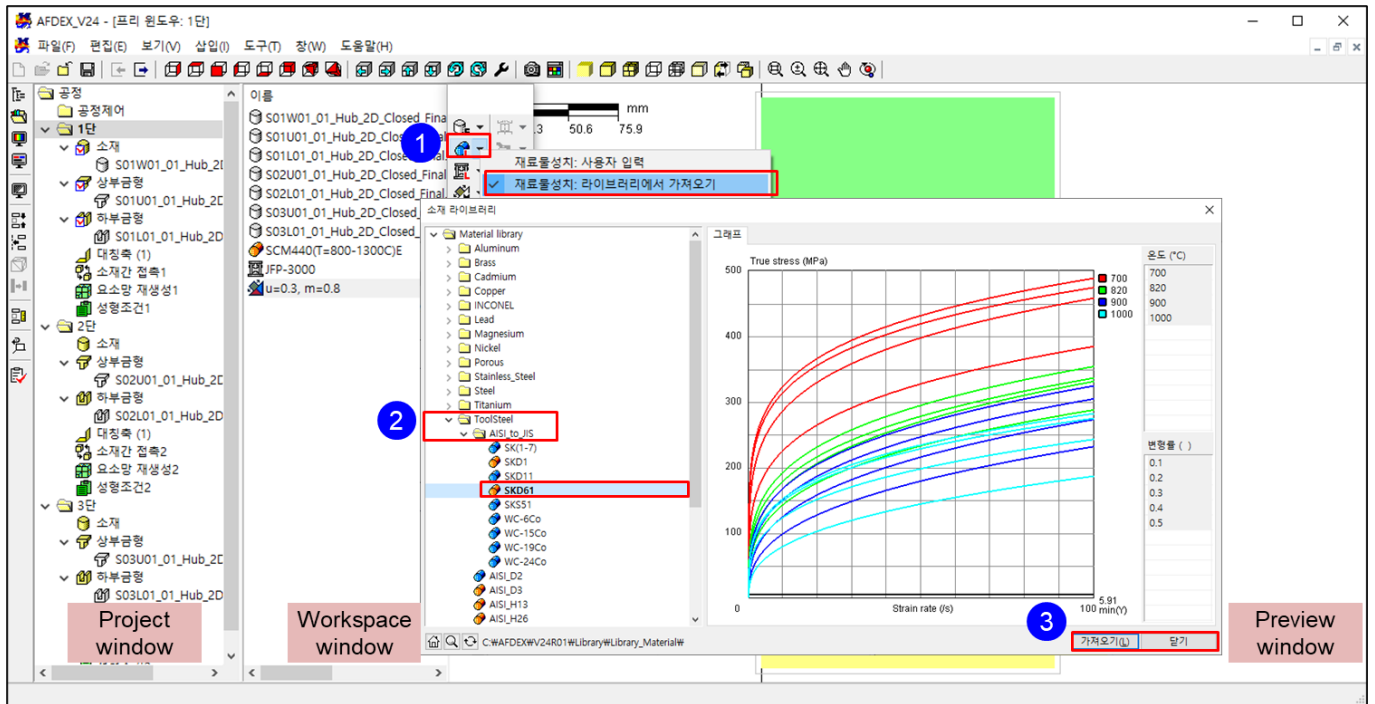 AFDEX_V24 - [프리 윈도우: 1단]
파일(F) 편집(E) 보기(V) 삽입(I) 도구(T) 창(W) 도움말(H)
공정
공정제어
1단
소재
S01W01_01_Hub_2D
상부금형
S01U01_01_Hub_2D
하부금형
S01L01_01_Hub_2D
대칭축 (1)
소재간 접촉1
요소망 재생성1
성형조건1
2단
소재
상부금형
S02U01_01_Hub_2D
하부금형
S02L01_01_Hub_2D
대칭축 (1)
소재간 접촉2
요소망 재생성2
성형조건2
3단
소재
상부금형
S03U01_01_Hub_2D
하부금형
S03L01_01_Hub_2D
Project
window
이름
S01W01_01_Hub_2D_Closed_Fina
S01U01_01_Hub_2D_Clos
S01L01_01_Hub_2D_Closed_Final.
S02U01_01_Hub_2D_Closed_Final
S02L01_01_Hub_2D_Closed_Final.
S03U01_01_Hub_2D_Closed_
S03L01_01_Hub_2D_Closed_
SCM440(T=800-1300C)E
JFP-3000
u=0.3, m=0.8
Workspace
window
1
mm
.3 50.6 75.9
재료물성치: 사용자 입력
재료물성치: 라이브러리에서 가져오기
소재 라이브러리
Material library
Aluminum
Brass
Cadmium
Copper
INCONEL
Lead
Magnesium
Nickel
Porous
Stainless_Steel
Steel
Titanium
2
ToolSteel
AISI_to_JIS
SK(1-7)
SKD1
SKD11
SKD61
SKS51
WC-6Co
WC-15Co
WC-19Co
WC-24Co
AISI_D2
AISI_D3
AISI_H13
AISI_H26
C:₩AFDEX₩V24R01₩Library₩Library_Material₩
그래프
True stress (MPa)
500
400
300
200
100
0
Strain rate (/s)
100
5.91
min(Y)
700
820
900
1000
온도 (°C)
700
820
900
1000
변형률 ( )
0.1
0.2
0.3
0.4
0.5
3
가져오기(L) 닫기
Preview
window